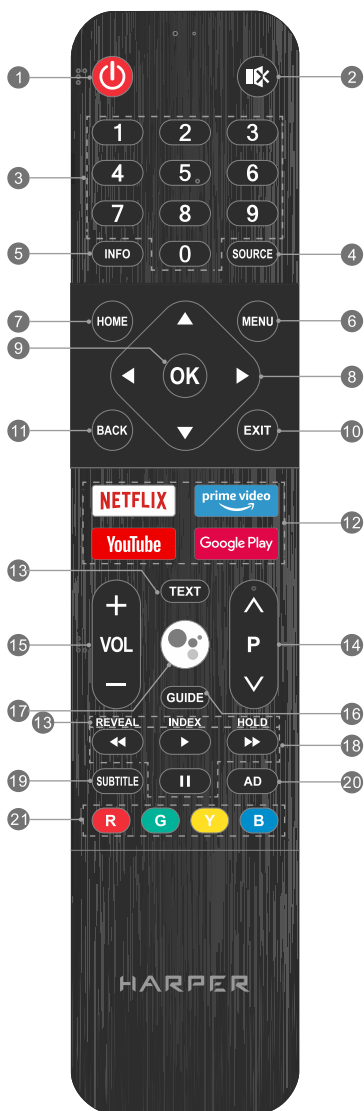 1
2
1 2 3
3
4 5 6
7 8 9
5
INFO 0 SOURCE
4
7
HOME MENU
6
9
OK
8
11
BACK EXIT
10
NETFLIX prime video
12
YouTube Google Play
13
TEXT
+
15
VOL P
14
−
17
GUIDE
16
13
REVEAL INDEX HOLD
18
19
SUBTITLE AD
20
21
R G Y B
HARPER